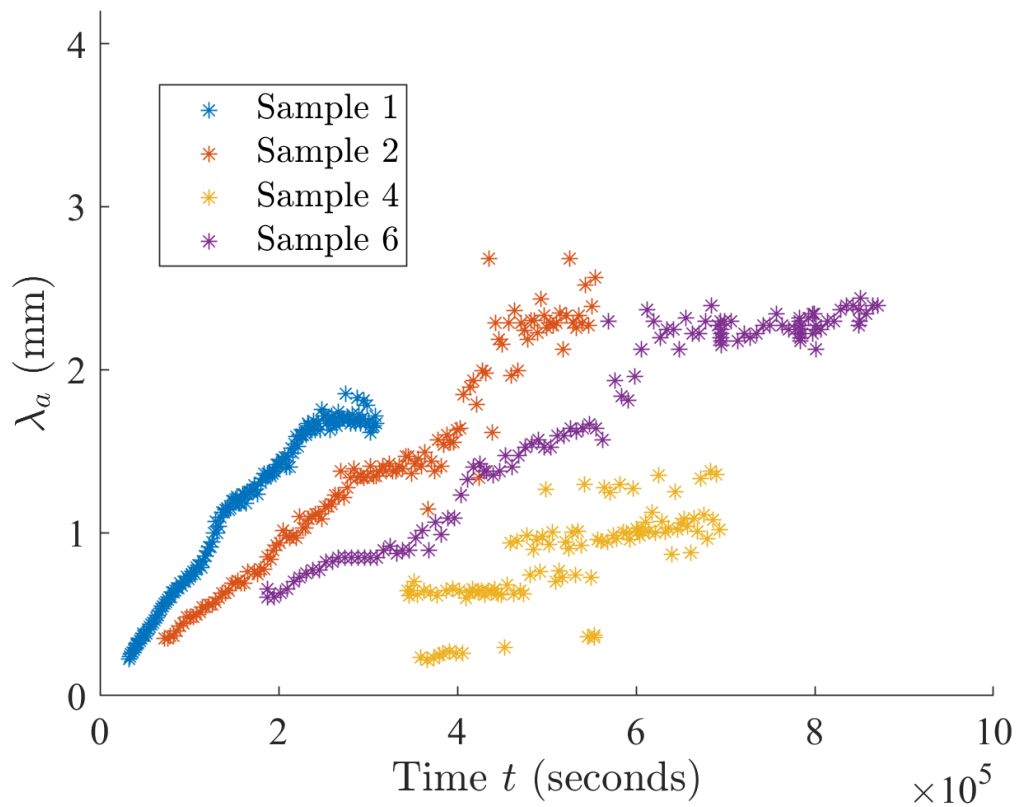 4
3
2
1
0
λa (mm)
Sample 1
Sample 2
Sample 4
Sample 6
0 2 4 6 8 10
Time t (seconds)
×10^5